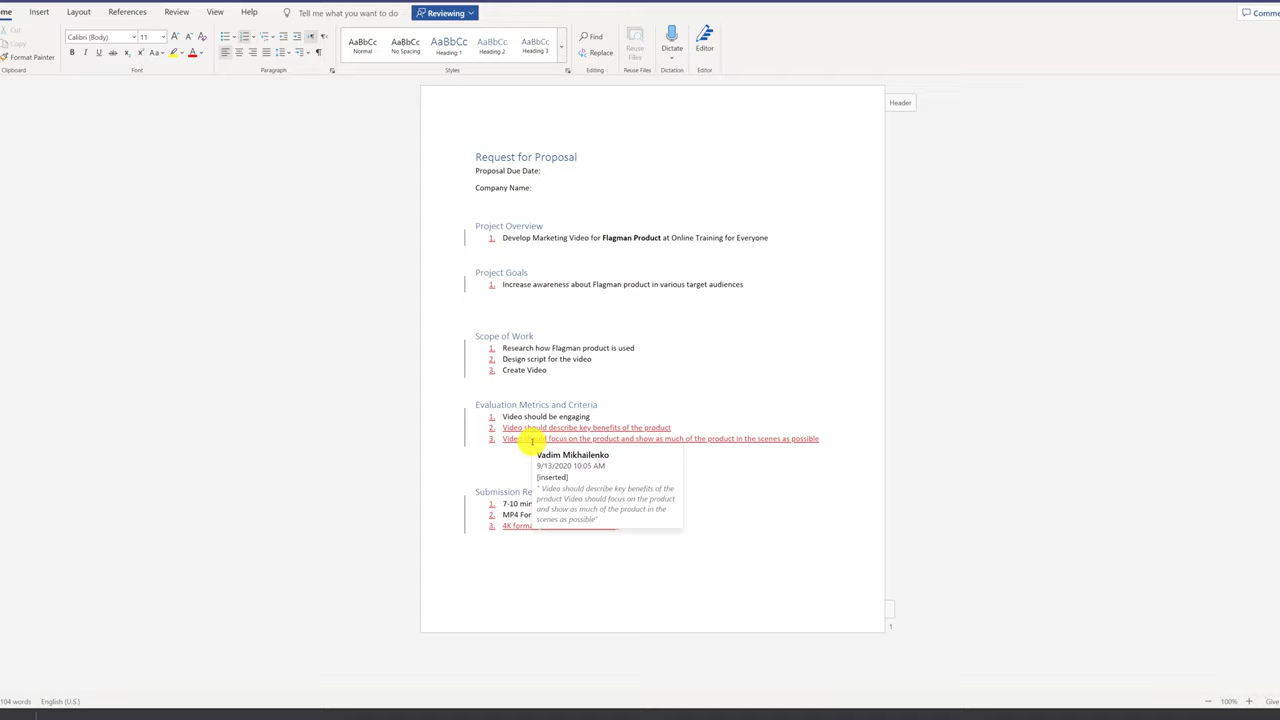 ome Insert Layout References Review View Help Tell me what you want to do Reviewing Comme
Cut
Copy
Format Painter
Calibri (Body) 11
AaBbCc AaBbCc AaBbCc AaBbCc AaBbCc
Normal No Spacing Heading 1 Heading 2 Heading 3
Find
Replace
Reuse
Files
Dictate
Editor
Clipboard Font Paragraph Styles Editing Reuse Files Dictation Editor
Header
Request for Proposal
Proposal Due Date:
Company Name:
Project Overview
1. Develop Marketing Video for Flagman Product at Online Training for Everyone
Project Goals
1. Increase awareness about Flagman product in various target audiences
Scope of Work
1. Research how Flagman product is used
2. Design script for the video
3. Create Video
Evaluation Metrics and Criteria
1. Video should be engaging
2. Video should describe key benefits of the product
3. Video should focus on the product and show as much of the product in the scenes as possible
Vadim Mikhailenko
9/13/2020 10:05 AM
[inserted]
" Video should describe key benefits of the
product Video should focus on the product
and show as much of the product in the
scenes as possible"
Submission Re
1. 7-10 min
2. MP4 For
3. 4K forma
1
104 words English (U.S.) 100% Give